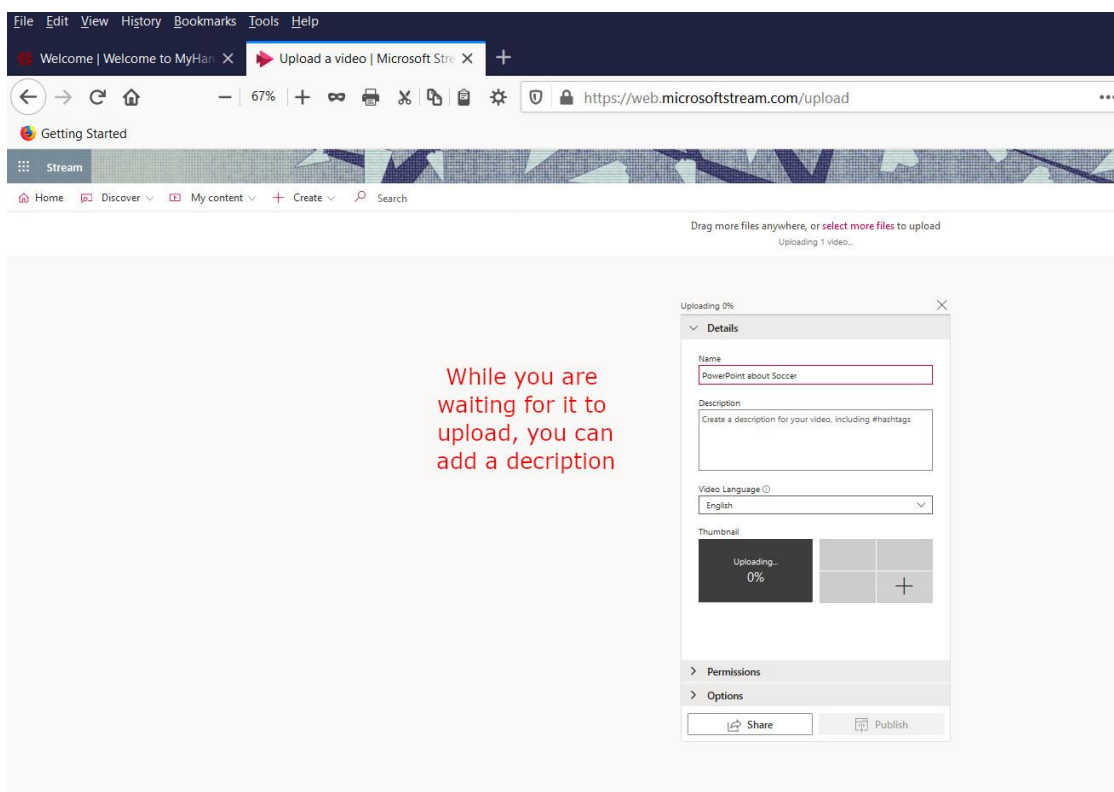 File Edit View History Bookmarks Tools Help
Welcome | Welcome to MyHan
Upload a video | Microsoft Stre
67%
https://web.microsoftstream.com/upload
Getting Started
Stream
Home Discover My content Create Search
Drag more files anywhere, or select more files to upload
Uploading 1 video...
Uploading 0%
Details
Name
PowerPoint about Soccer
Description
Create a description for your video, including #hashtags
Video Language
English
Thumbnail
Uploading...
0%
Permissions
Options
Share Publish
While you are
waiting for it to
upload, you can
add a decription